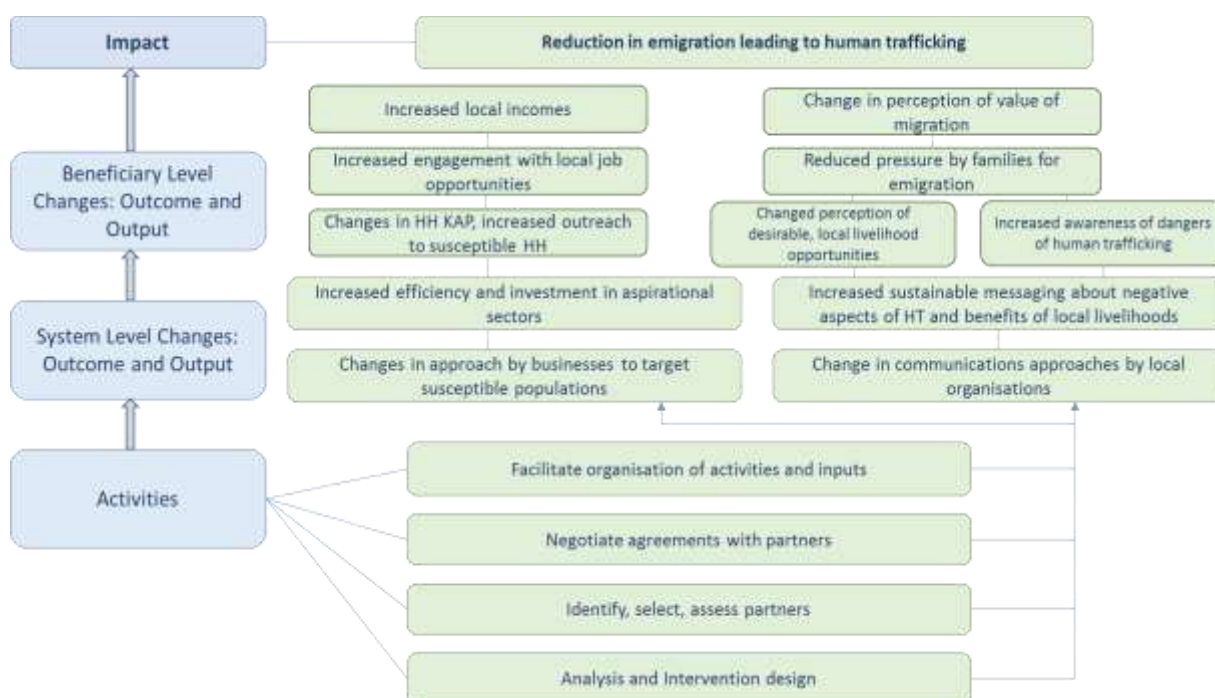 Impact
Reduction in emigration leading to human trafficking
Increased local incomes
Change in perception of value of
migration
Beneficiary Level
Changes: Outcome and
Output
Increased engagement with local job
opportunities
Reduced pressure by families for
emigration
Changes in HH KAP, increased outreach
to susceptible HH
Changed perception of
desirable, local livelihood
opportunities
Increased awareness of dangers
of human trafficking
System Level Changes:
Outcome and Output
Increased efficiency and investment in aspirational
sectors
Increased sustainable messaging about negative
aspects of HT and benefits of local livelihoods
Changes in approach by businesses to target
susceptible populations
Change in communications approaches by local
organisations
Activities
Facilitate organisation of activities and inputs
Negotiate agreements with partners
Identify, select, assess partners
Analysis and Intervention design